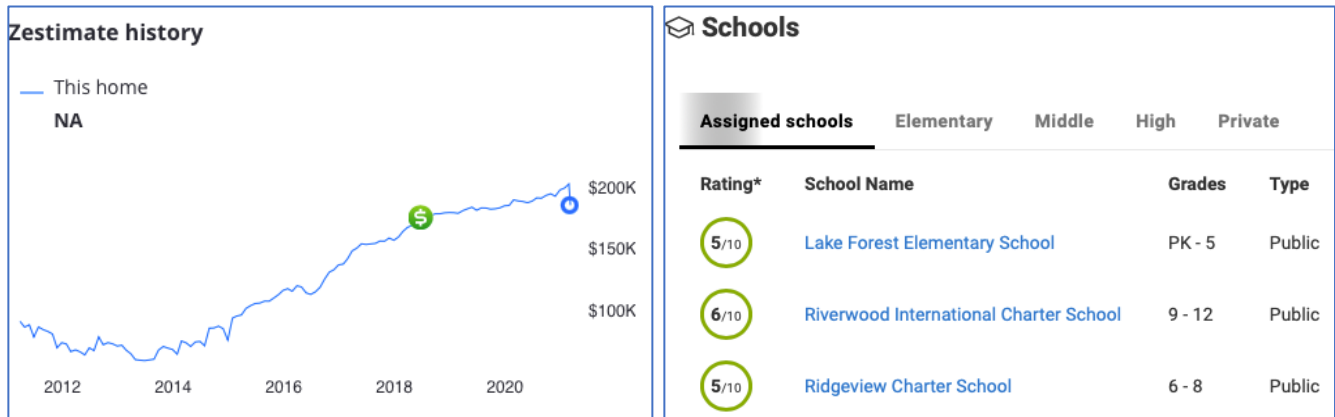 Zestimate history
This home
NA
$200K
$
$150K
$100K
2012 2014 2016 2018 2020
Schools
Assigned schools Elementary Middle High Private
Rating* School Name Grades Type
5/10 Lake Forest Elementary School PK - 5 Public
6/10 Riverwood International Charter School 9 - 12 Public
5/10 Ridgeview Charter School 6 - 8 Public